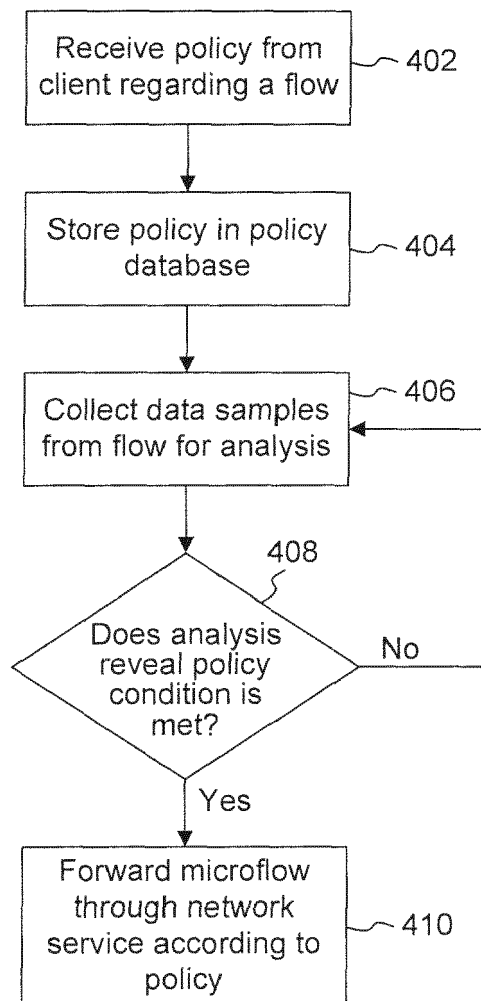 Receive policy from
client regarding a flow
402
Store policy in policy
database
404
Collect data samples
from flow for analysis
406
408
Does analysis
reveal policy
condition is
met?
No
Yes
Forward microflow
through network
service according to
policy
410